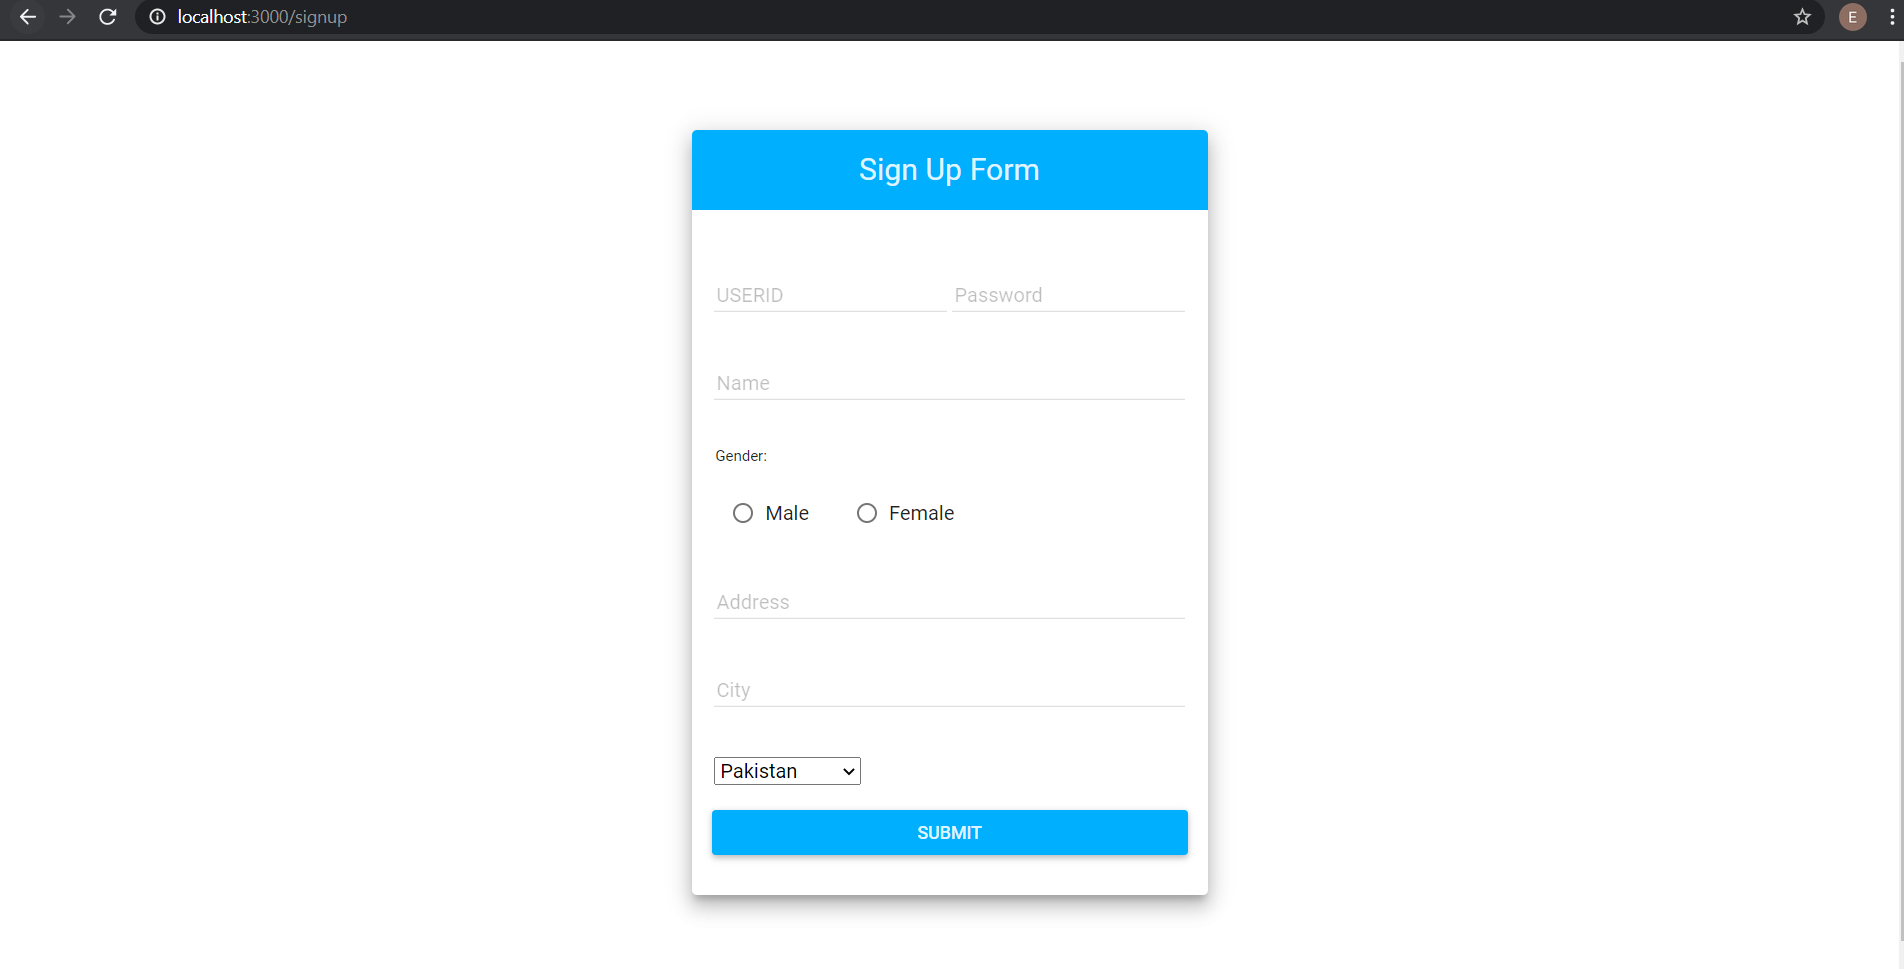 localhost:3000/signup
E
Sign Up Form
USERID Password
Name
Gender:
Male Female
Address
City
Pakistan
SUBMIT